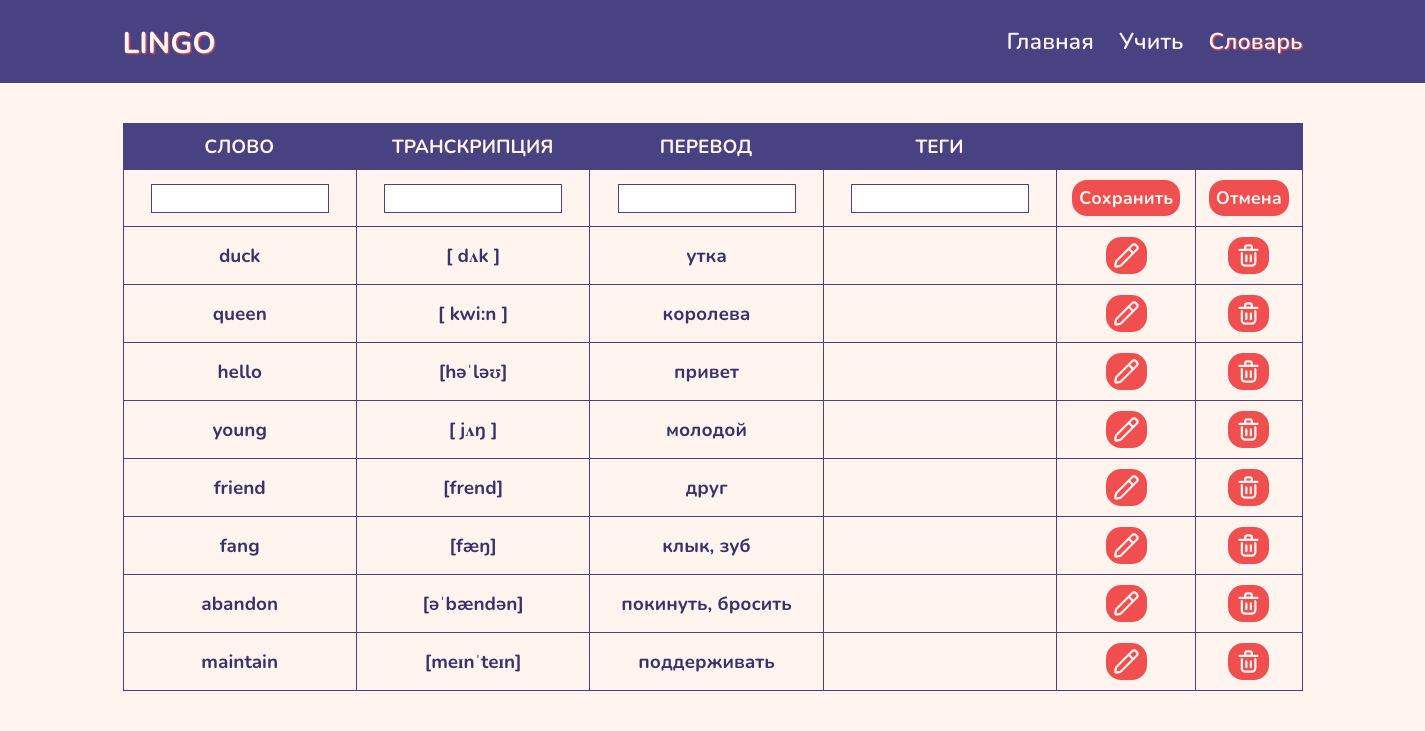 LINGO Главная Учить Словарь
СЛОВО ТРАНСКРИПЦИЯ ПЕРЕВОД ТЕГИ
Сохранить Отмена
duck [ dʌk ] утка
queen [ kwi:n ] королева
hello [həˈləʊ] привет
young [ jʌŋ ] молодой
friend [frend] друг
fang [fæŋ] клык, зуб
abandon [əˈbændən] покинуть, бросить
maintain [meɪnˈteɪn] поддерживать